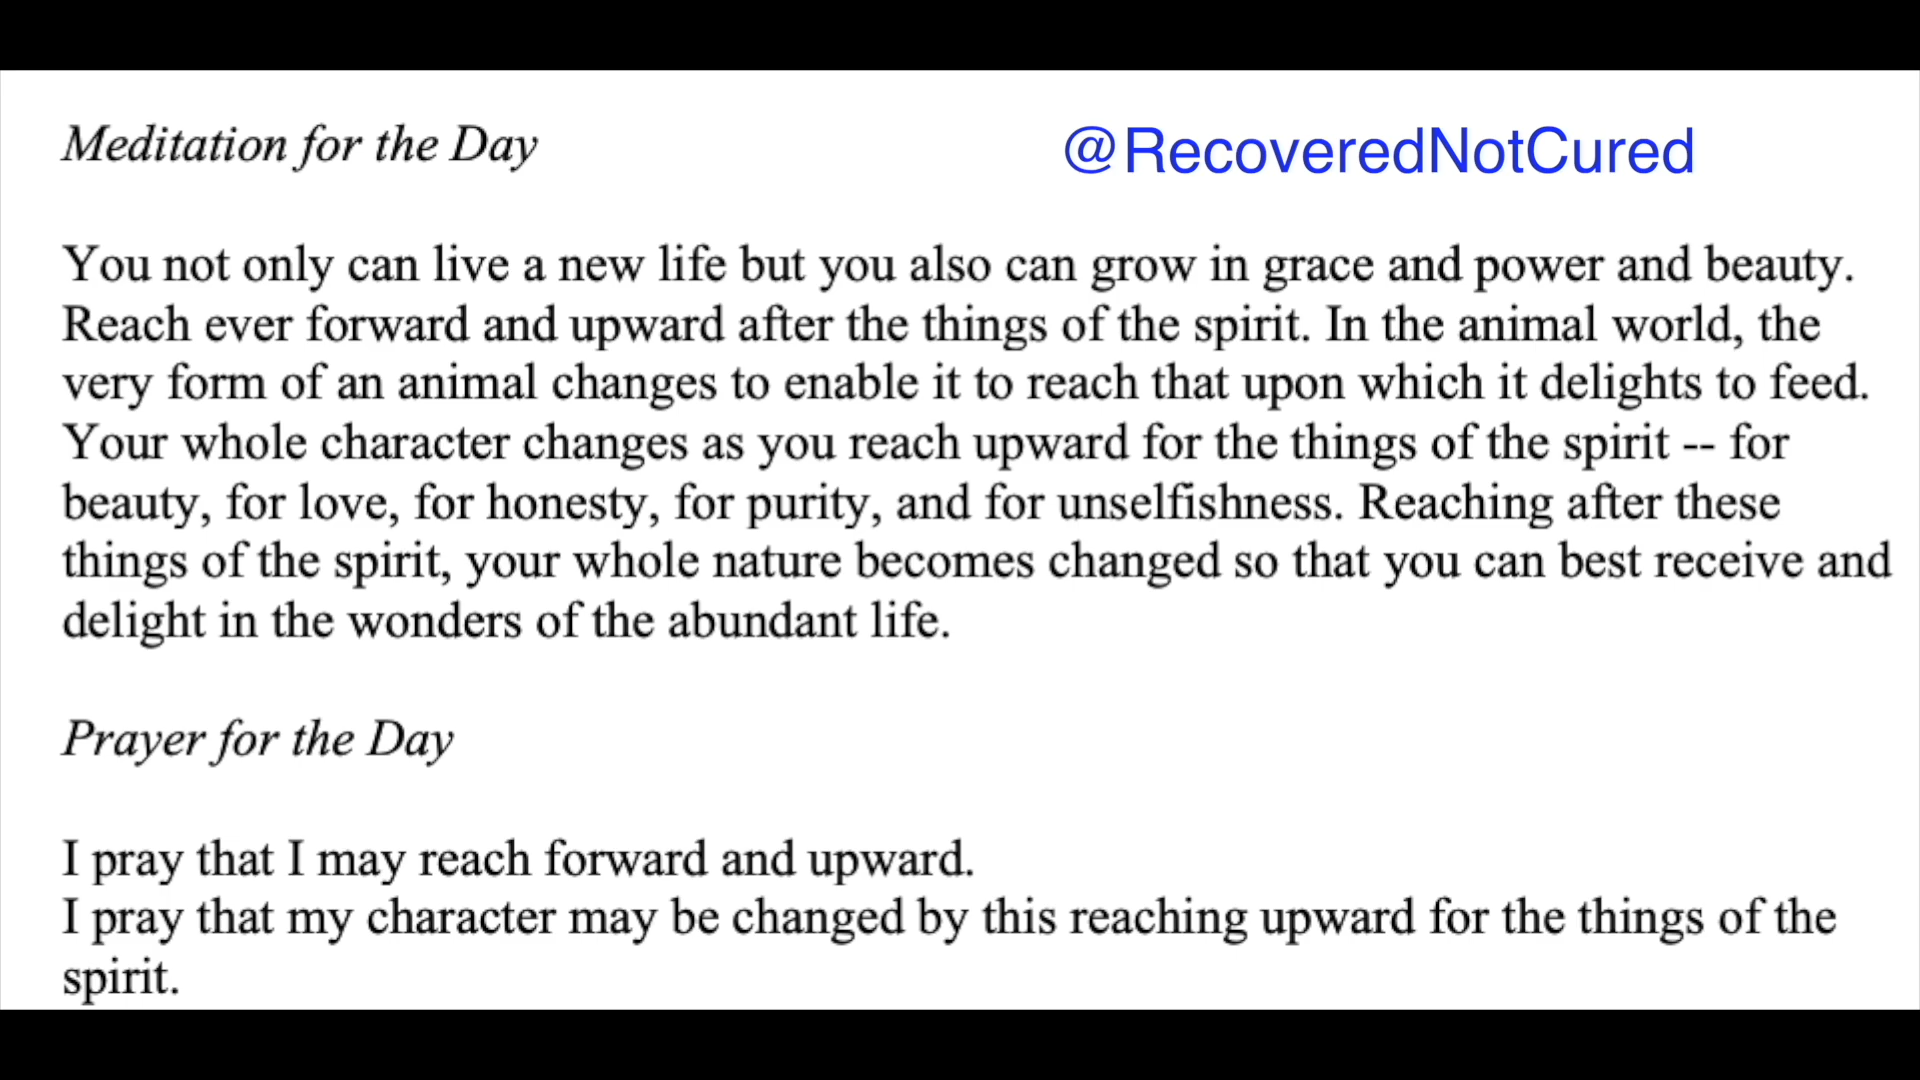 Meditation for the Day
@RecoveredNotCured
You not only can live a new life but you also can grow in grace and power and beauty.
Reach ever forward and upward after the things of the spirit. In the animal world, the
very form of an animal changes to enable it to reach that upon which it delights to feed.
Your whole character changes as you reach upward for the things of the spirit -- for
beauty, for love, for honesty, for purity, and for unselfishness. Reaching after these
things of the spirit, your whole nature becomes changed so that you can best receive and
delight in the wonders of the abundant life.
Prayer for the Day
I pray that I may reach forward and upward.
I pray that my character may be changed by this reaching upward for the things of the
spirit.